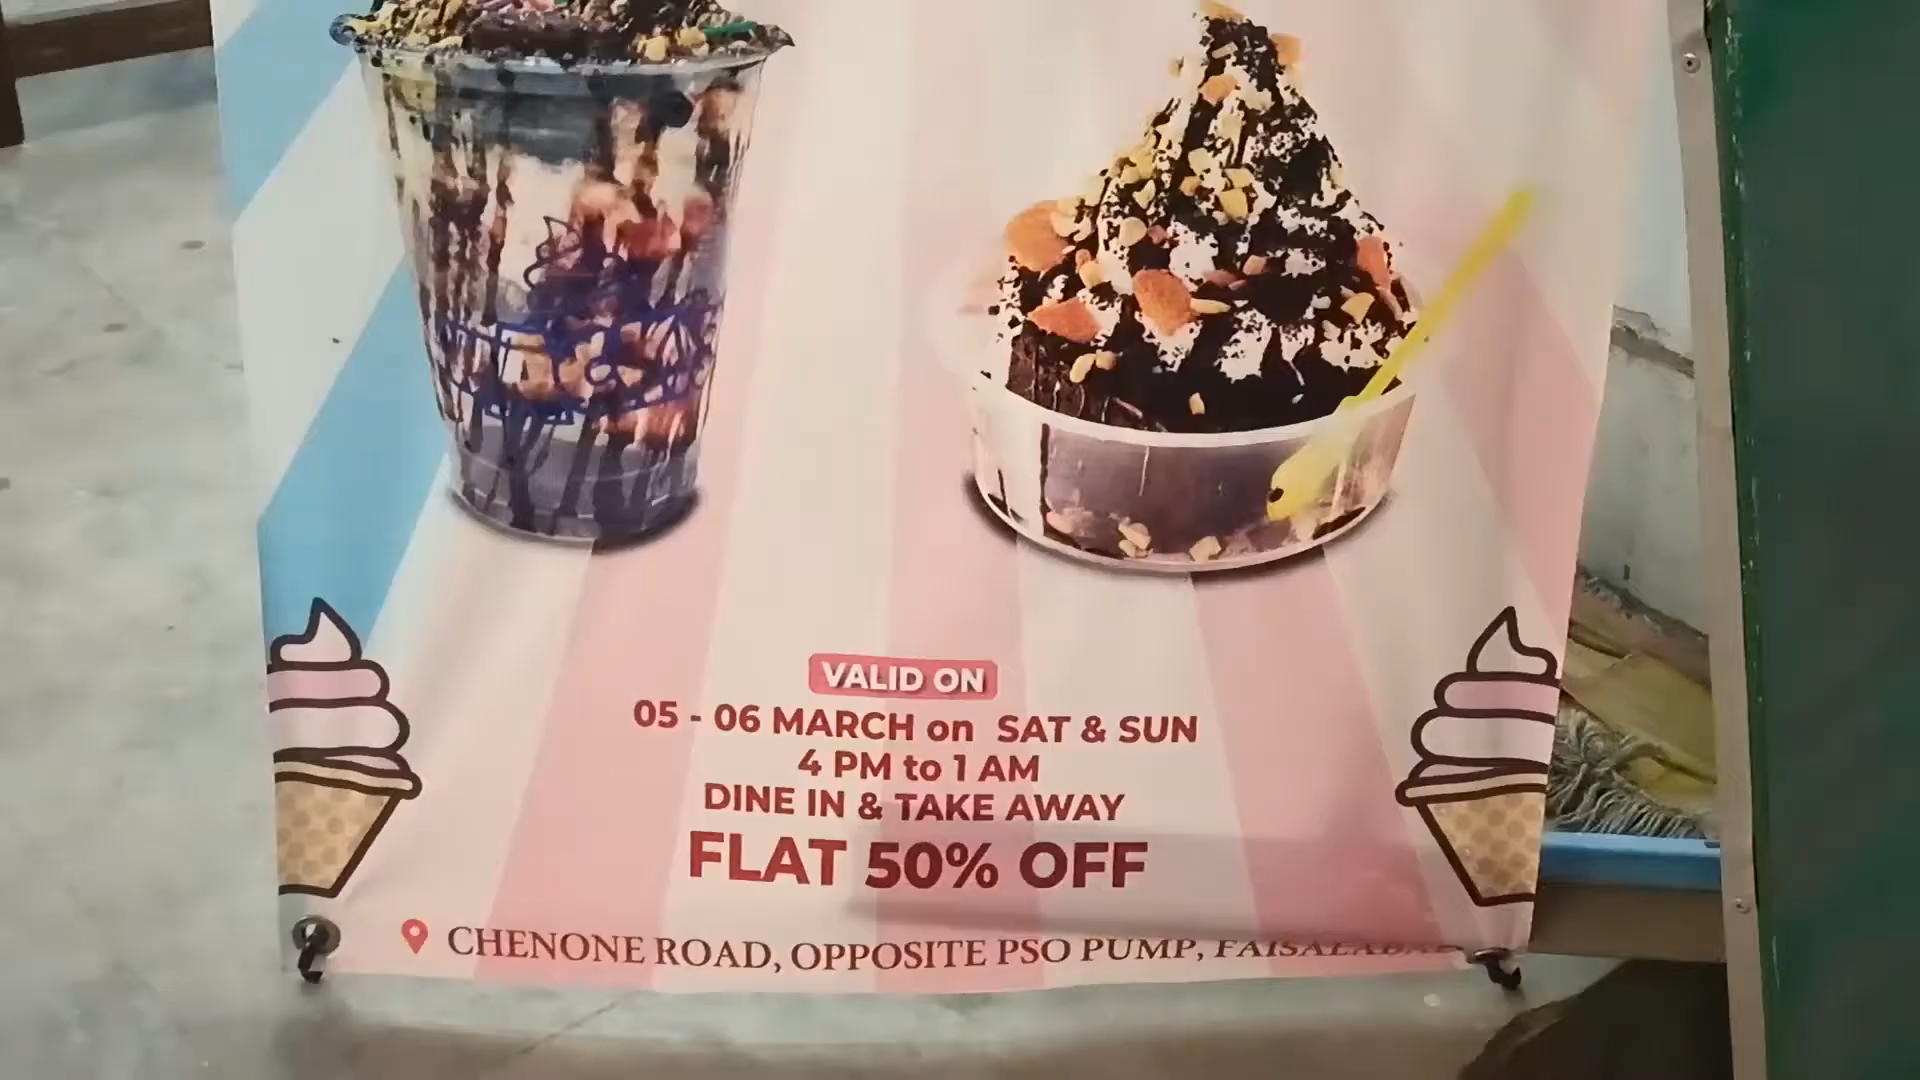 VALID ON
05 - 06 MARCH on SAT & SUN
4 PM to 1 AM
DINE IN & TAKE AWAY
FLAT 50% OFF
CHENONE ROAD, OPPOSITE PSO PUMP, FAISALABAD